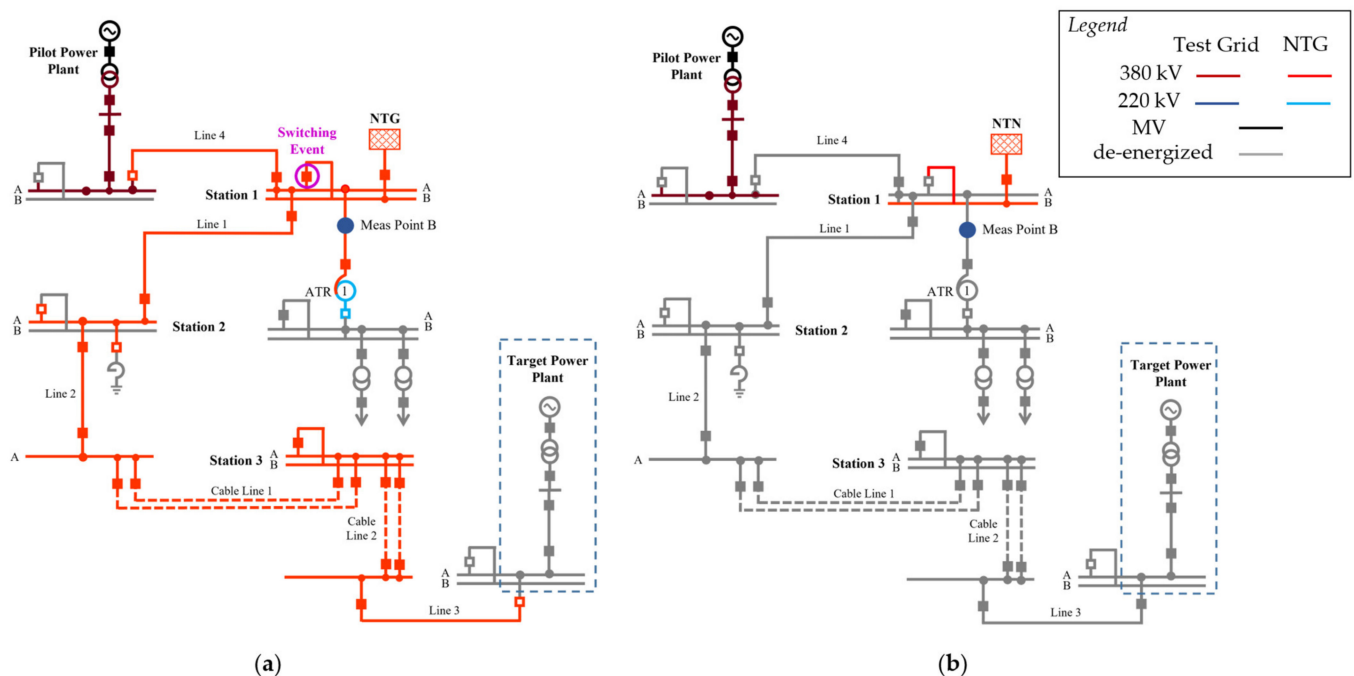 Pilot Power
Plant
Line 4
Switching
Event
NTG
A
B
Station 1
A
B
Line 1
Meas Point B
ATR
1
A
B
Station 2
A
B
Line 2
Target Power
Plant
A
Station 3
A
B
Cable Line 1
Cable
Line 2
A
B
Line 3
(a)
Pilot Power
Plant
Line 4
NTN
A
B
Station 1
A
B
Line 1
Meas Point B
ATR
1
A
B
Station 2
A
B
Line 2
Target Power
Plant
A
Station 3
A
B
Cable Line 1
Cable
Line 2
A
B
Line 3
(b)
Legend
Test Grid NTG
380 kV
220 kV
MV
de-energized